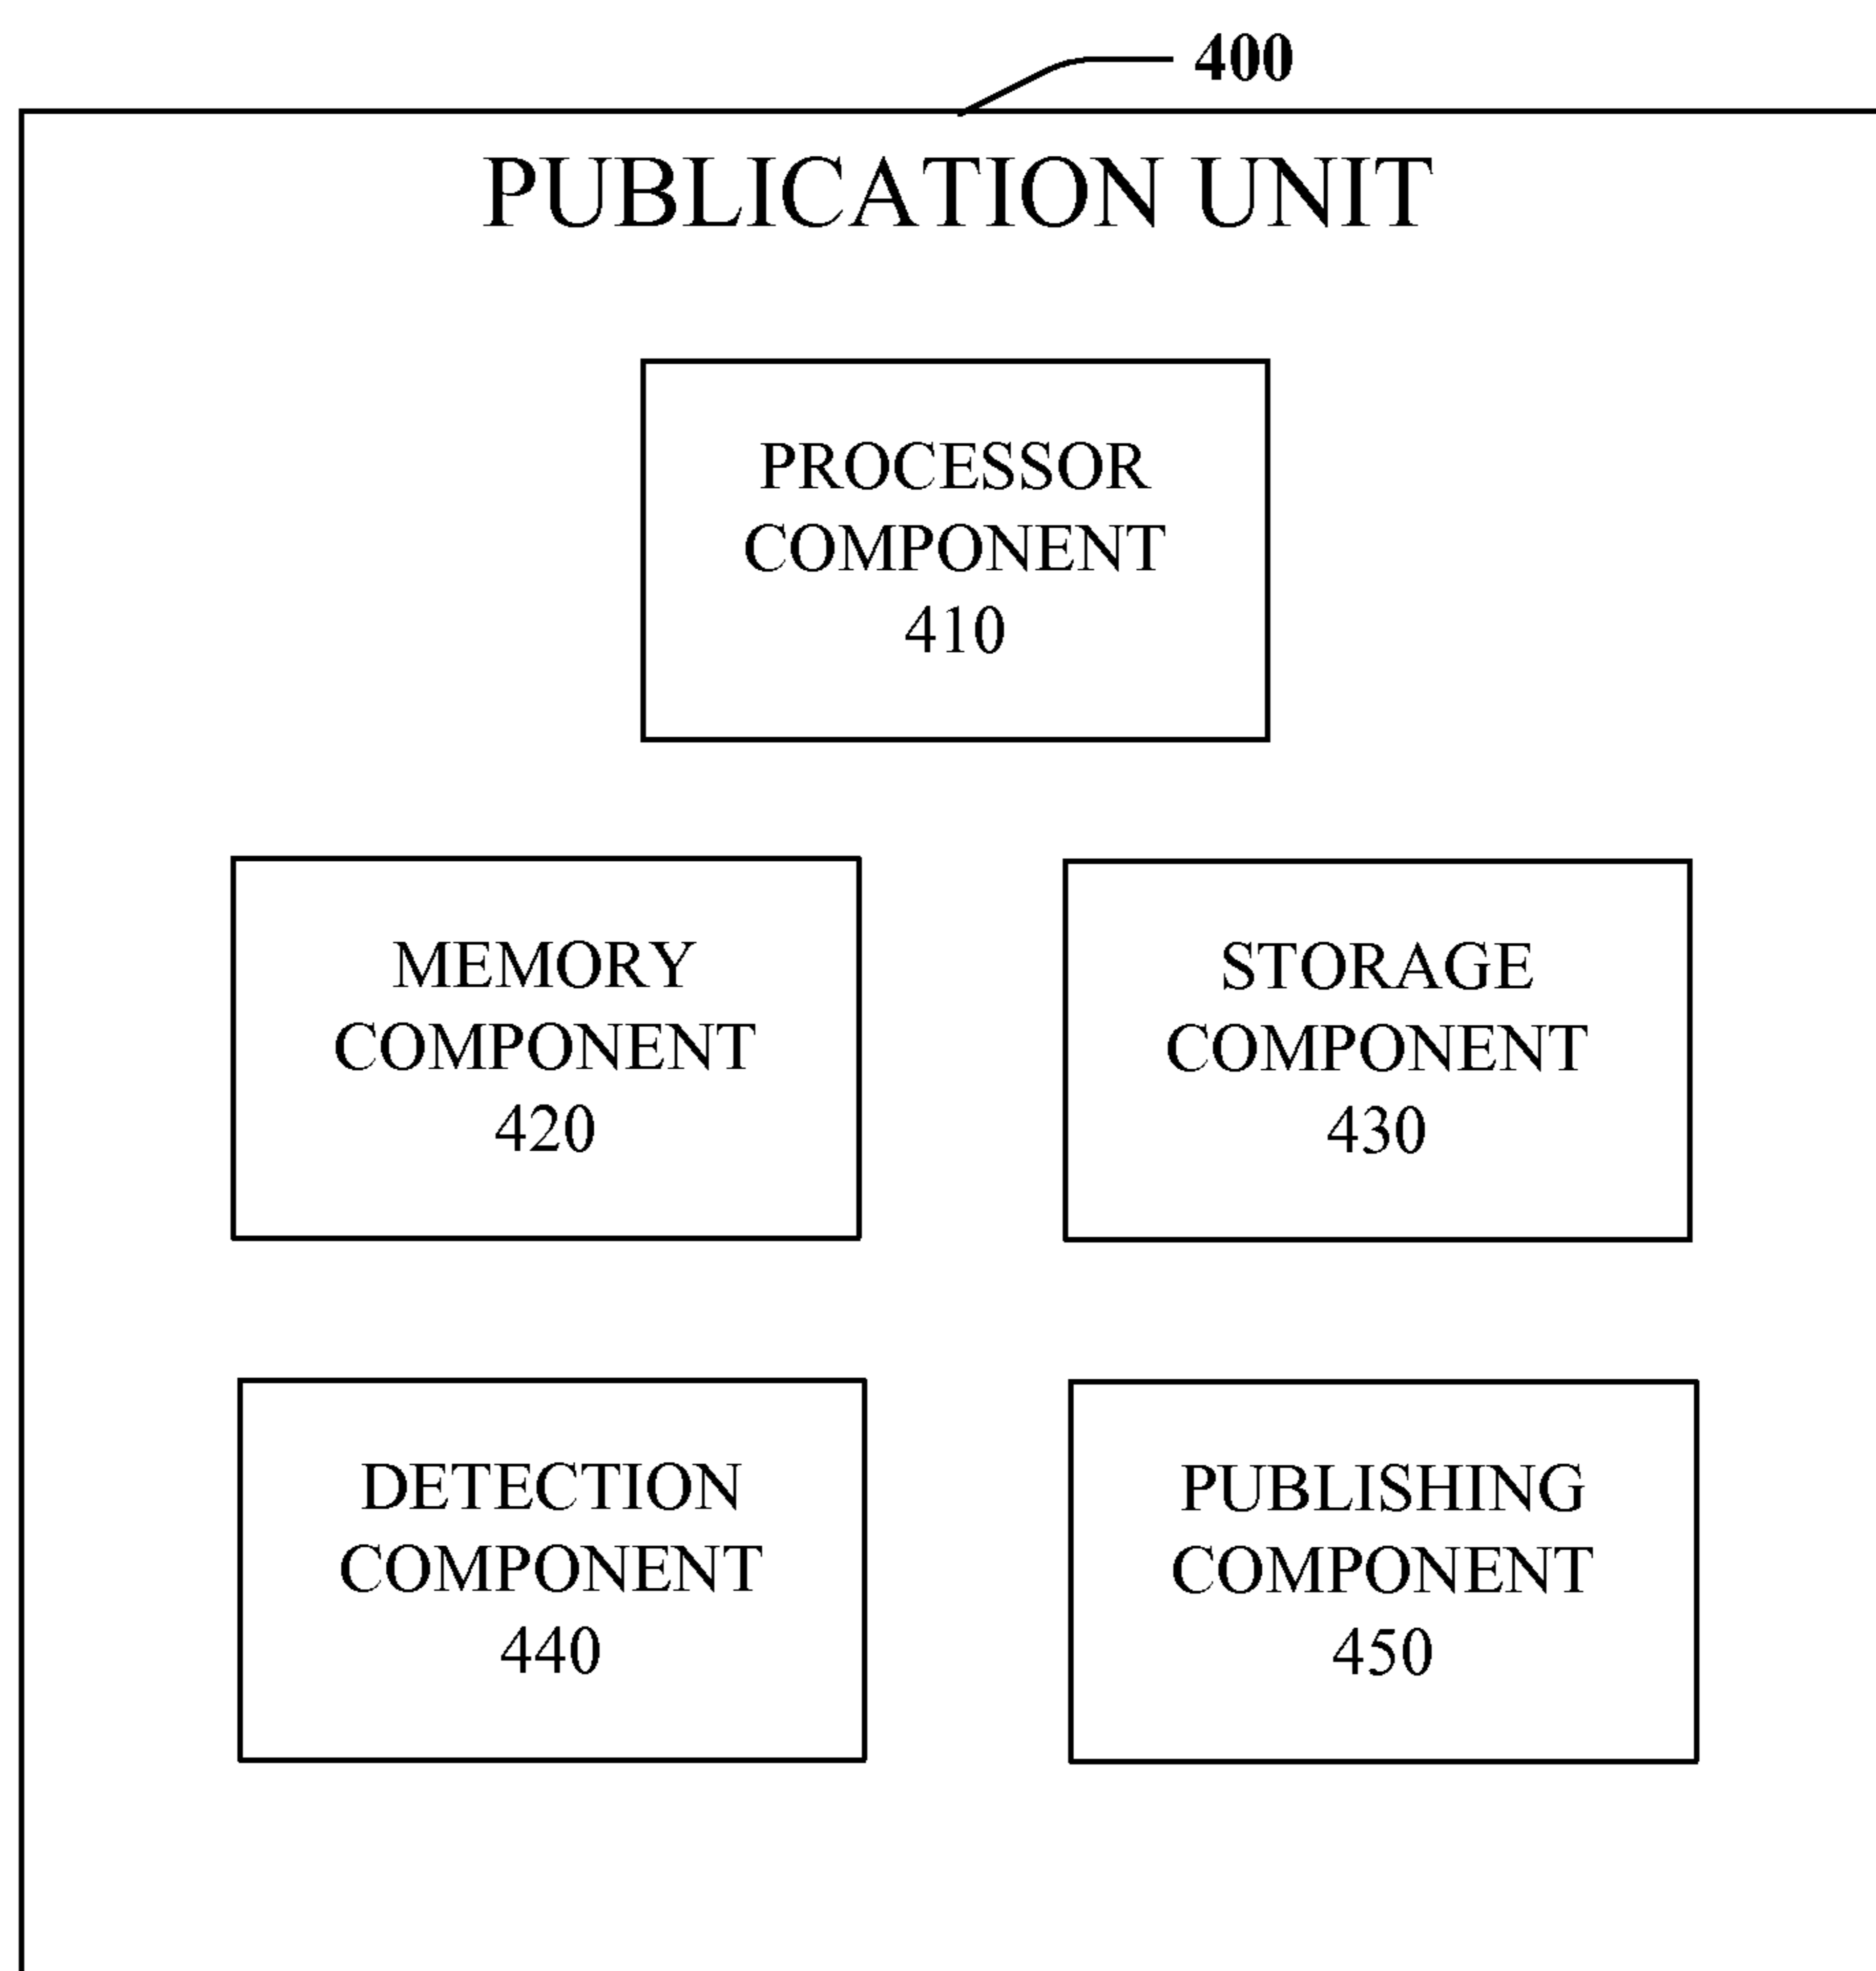 400
PUBLICATION UNIT
PROCESSOR
COMPONENT
410
MEMORY
COMPONENT
420
STORAGE
COMPONENT
430
DETECTION
COMPONENT
440
PUBLISHING
COMPONENT
450